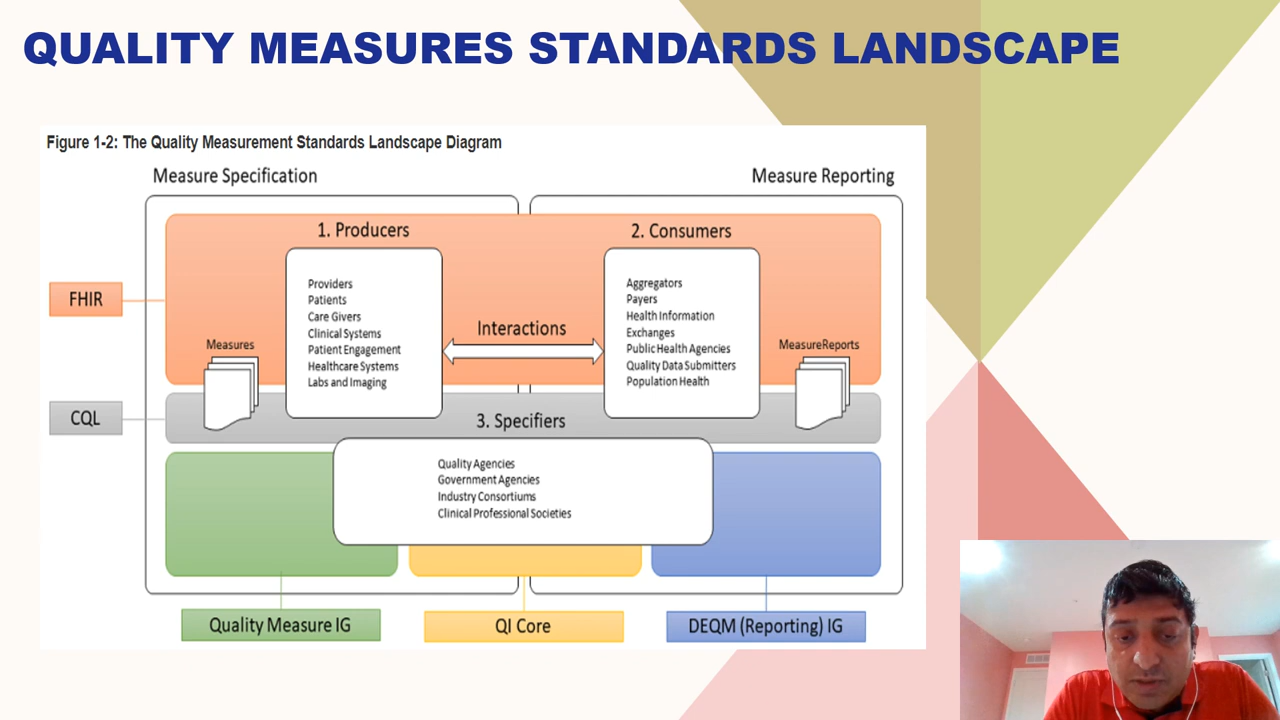 QUALITY MEASURES STANDARDS LANDSCAPE
Figure 1-2: The Quality Measurement Standards Landscape Diagram
Measure Specification
Measure Reporting
1. Producers
2. Consumers
Providers
Patients
Care Givers
Clinical Systems
Patient Engagement
Healthcare Systems
Labs and Imaging
Aggregators
Payers
Health Information
Exchanges
Public Health Agencies
Quality Data Submitters
Population Health
FHIR
Interactions
Measures
MeasureReports
CQL
3. Specifiers
Quality Agencies
Government Agencies
Industry Consortiums
Clinical Professional Societies
Quality Measure IG
QI Core
DEQM (Reporting) IG